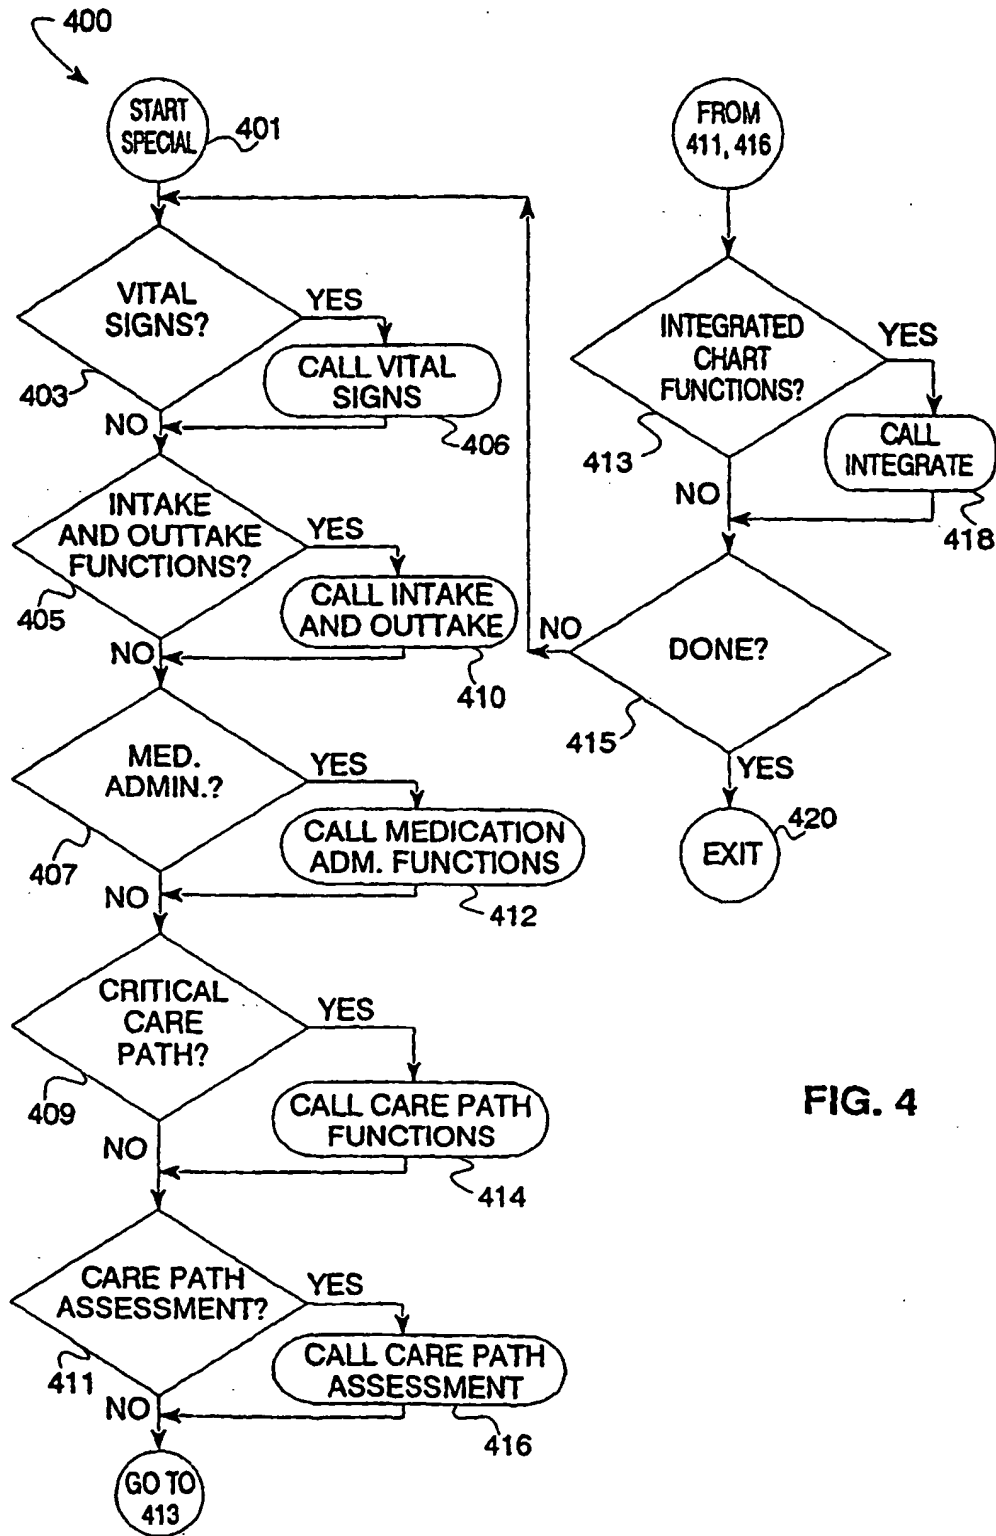 400
START
SPECIAL
401
VITAL
SIGNS?
403
YES
CALL VITAL
SIGNS
406
NO
INTAKE
AND OUTTAKE
FUNCTIONS?
405
YES
CALL INTAKE
AND OUTTAKE
410
NO
MED.
ADMIN.?
407
YES
CALL MEDICATION
ADM. FUNCTIONS
412
NO
CRITICAL
CARE
PATH?
409
YES
CALL CARE PATH
FUNCTIONS
414
NO
CARE PATH
ASSESSMENT?
411
YES
CALL CARE PATH
ASSESSMENT
416
NO
GO TO
413
FROM
411, 416
INTEGRATED
CHART
FUNCTIONS?
413
YES
CALL
INTEGRATE
418
NO
DONE?
415
NO
YES
EXIT
420
FIG. 4